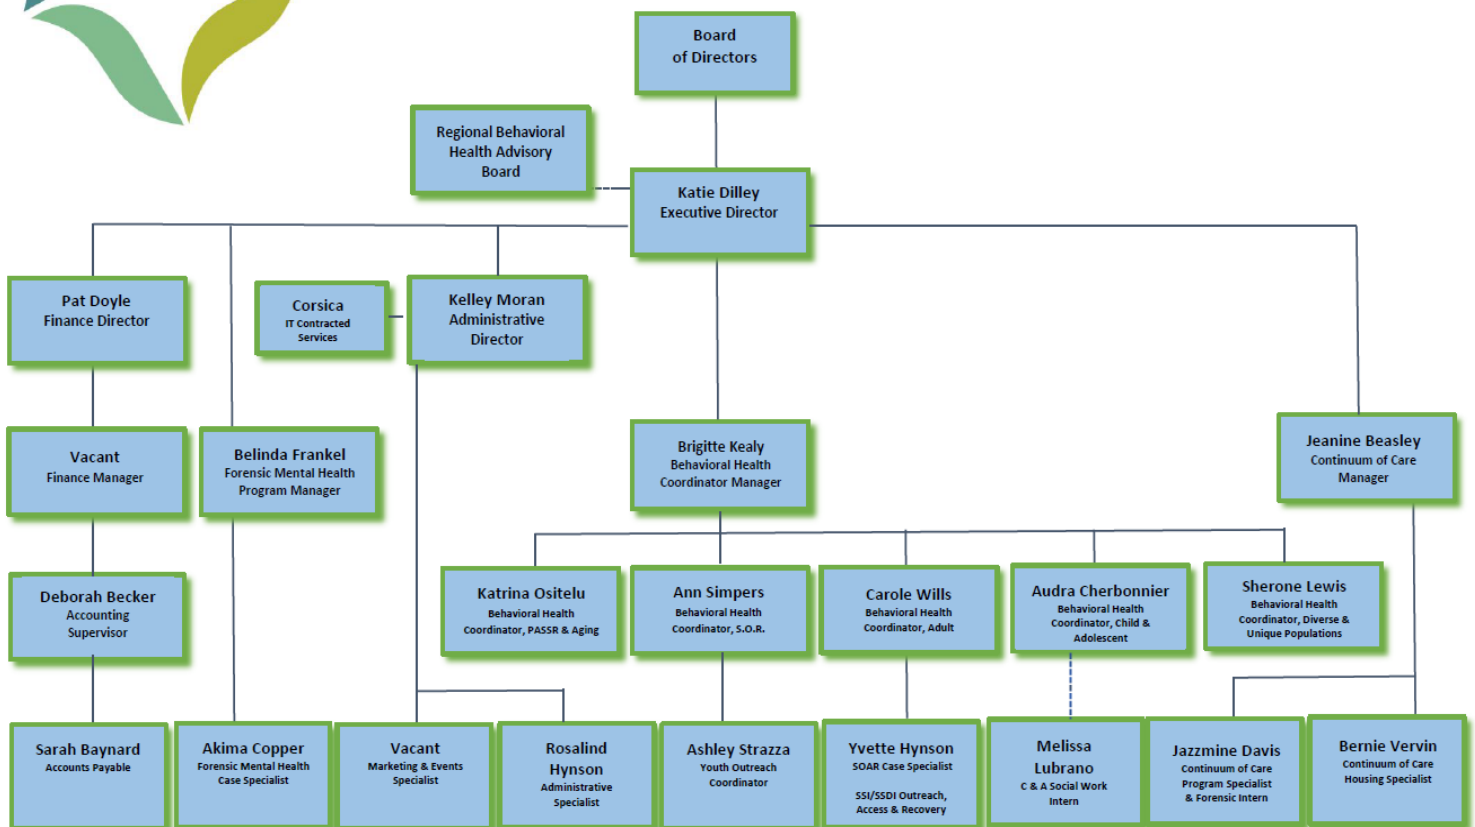 Board
of Directors
Regional Behavioral
Health Advisory
Board
Katie Dilley
Executive Director
Pat Doyle
Finance Director
Corsica
IT Contracted
Services
Kelley Moran
Administrative
Director
Vacant
Finance Manager
Belinda Frankel
Forensic Mental Health
Program Manager
Brigitte Kealy
Behavioral Health
Coordinator Manager
Jeanine Beasley
Continuum of Care
Manager
Deborah Becker
Accounting
Supervisor
Katrina Ositelu
Behavioral Health
Coordinator, PASSR & Aging
Ann Simpers
Behavioral Health
Coordinator, S.O.R.
Carole Wills
Behavioral Health
Coordinator, Adult
Audra Cherbonnier
Behavioral Health
Coordinator, Child &
Adolescent
Sherone Lewis
Behavioral Health
Coordinator, Diverse &
Unique Populations
Sarah Baynard
Accounts Payable
Akima Copper
Forensic Mental Health
Case Specialist
Vacant
Marketing & Events
Specialist
Rosalind
Hynson
Administrative
Specialist
Ashley Strazza
Youth Outreach
Coordinator
Yvette Hynson
SOAR Case Specialist
SSI/SSDI Outreach,
Access & Recovery
Melissa
Lubrano
C & A Social Work
Intern
Jazzmine Davis
Continuum of Care
Program Specialist
& Forensic Intern
Bernie Vervin
Continuum of Care
Housing Specialist